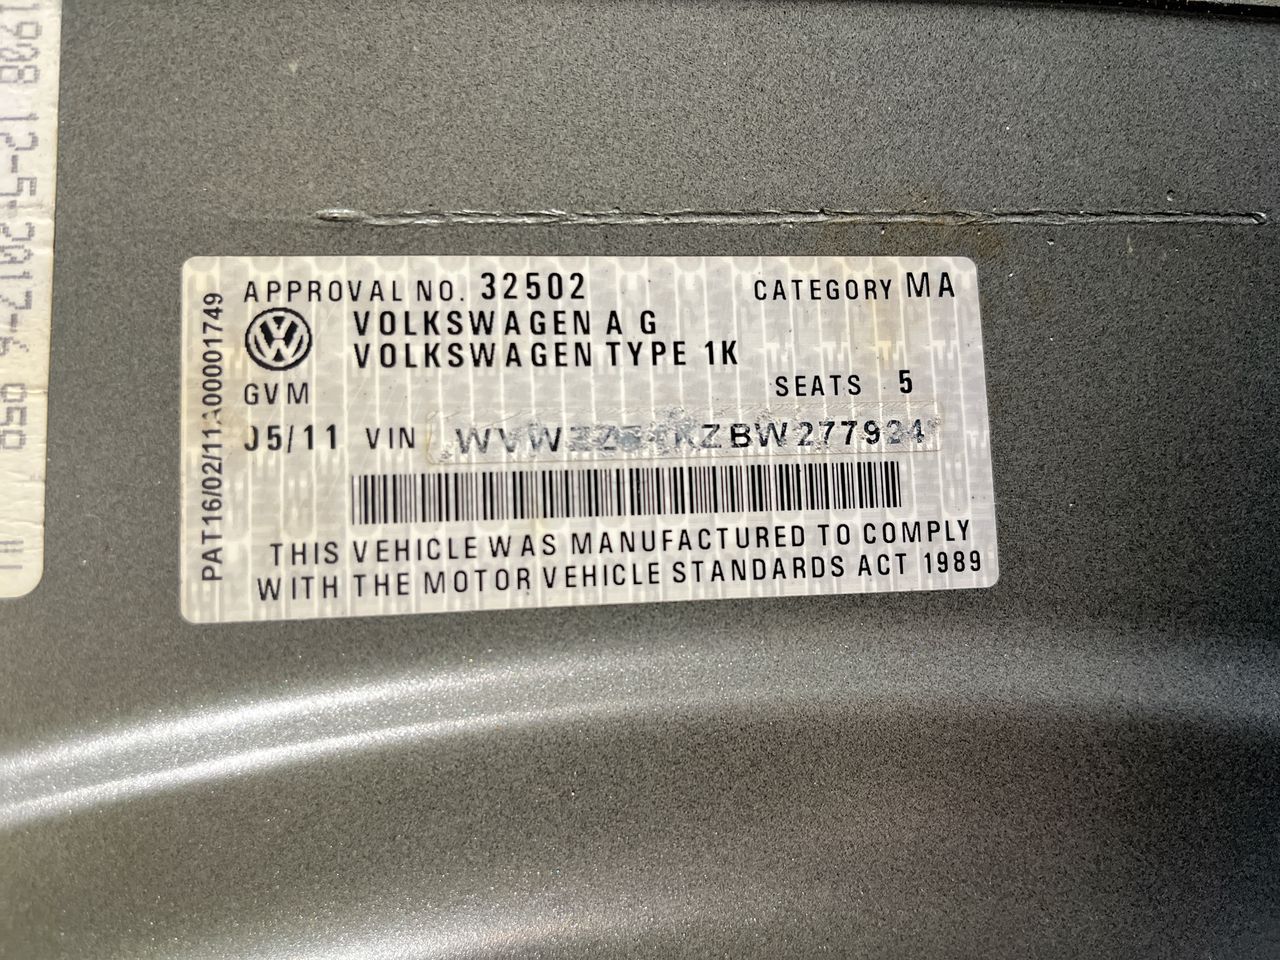 APPROVAL NO. 32502 CATEGORY MA
VOLKSWAGEN A G
VOLKSWAGEN TYPE 1K
GVM SEATS 5
05/11 VIN
THIS VEHICLE WAS MANUFACTURED TO COMPLY
WITH THE MOTOR VEHICLE STANDARDS ACT 1989
PAT16/02/11A00001749